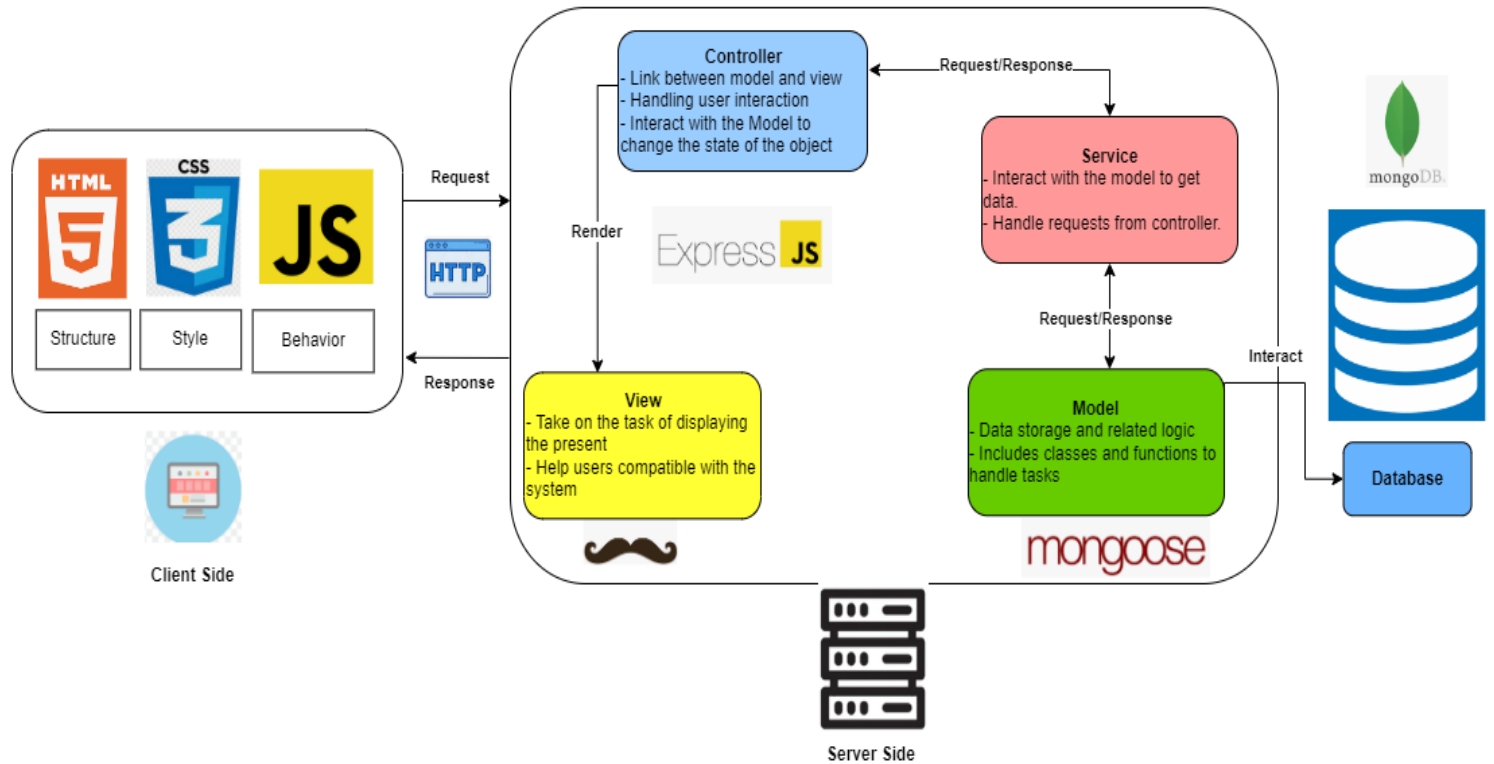 HTML
5
Structure
CSS
3
Style
JS
Behavior
Client Side
Request
HTTP
Response
Controller
- Link between model and view
- Handling user interaction
- Interact with the Model to
change the state of the object
Request/Response
Render
Express JS
Service
- Interact with the model to get
data.
- Handle requests from controller.
Request/Response
View
- Take on the task of displaying
the present
- Help users compatible with the
system
Model
- Data storage and related logic
- Includes classes and functions to
handle tasks
mongoose
Interact
mongoDB.
Database
Server Side